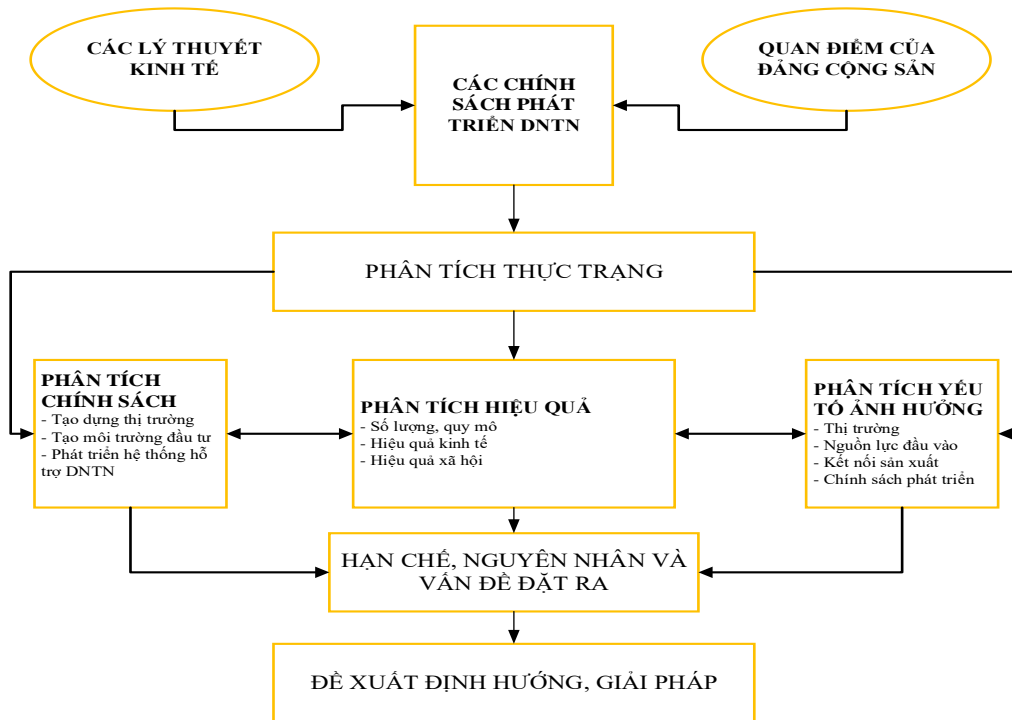 CÁC LÝ THUYẾT
KINH TẾ
CÁC CHÍNH
SÁCH PHÁT
TRIỂN DNTN
QUAN ĐIỂM CỦA
ĐẢNG CỘNG SẢN
PHÂN TÍCH THỰC TRẠNG
PHÂN TÍCH
CHÍNH SÁCH
- Tạo dựng thị trường
- Tạo môi trường đầu tư
- Phát triển hệ thống hỗ
trợ DNTN
PHÂN TÍCH HIỆU QUẢ
- Số lượng, quy mô
- Hiệu quả kinh tế
- Hiệu quả xã hội
PHÂN TÍCH YẾU
TỐ ẢNH HƯỞNG
- Thị trường
- Nguồn lực đầu vào
- Kết nối sản xuất
- Chính sách phát triển
HẠN CHẾ, NGUYÊN NHÂN VÀ
VẤN ĐỀ ĐẶT RA
ĐỀ XUẤT ĐỊNH HƯỚNG, GIẢI PHÁP